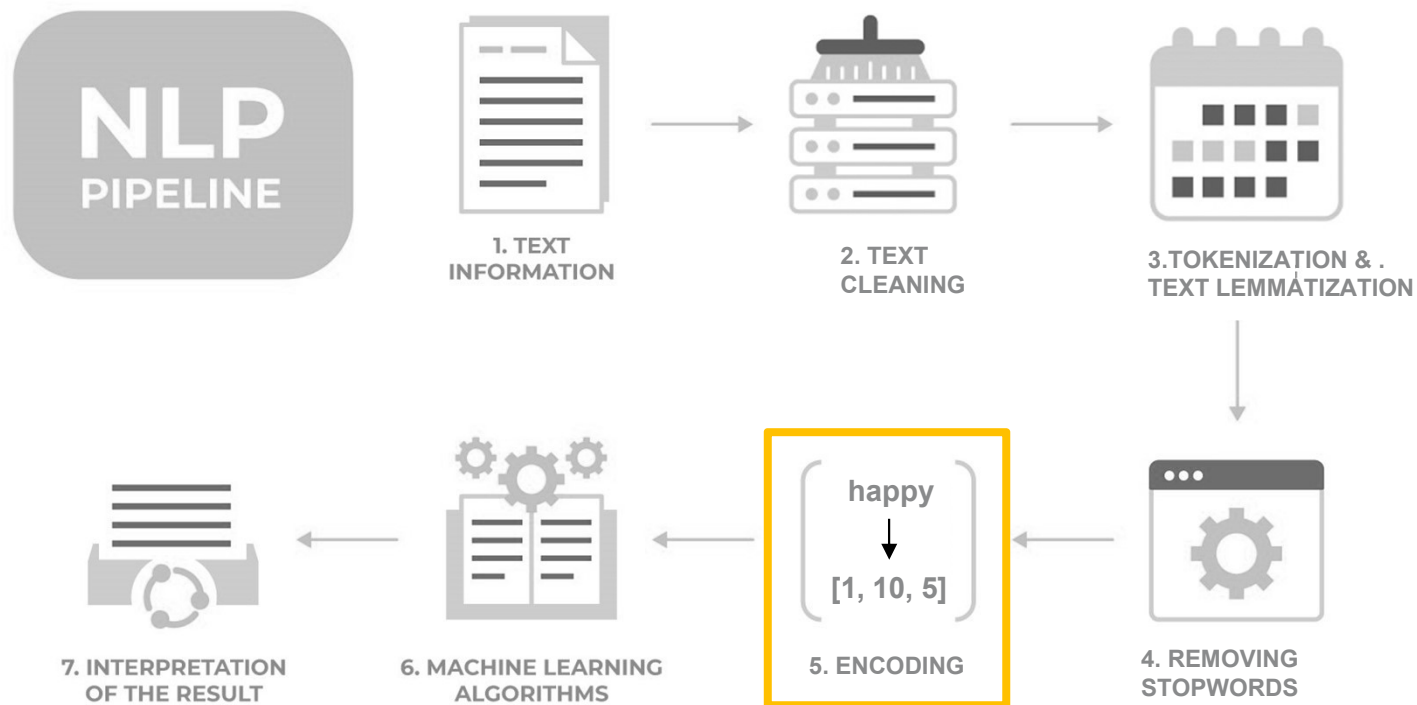 NLP
PIPELINE
1. TEXT
INFORMATION
2. TEXT
CLEANING
3.TOKENIZATION & .
TEXT LEMMATIZATION
4. REMOVING
STOPWORDS
happy
[1, 10, 5]
5. ENCODING
6. MACHINE LEARNING
ALGORITHMS
7. INTERPRETATION
OF THE RESULT